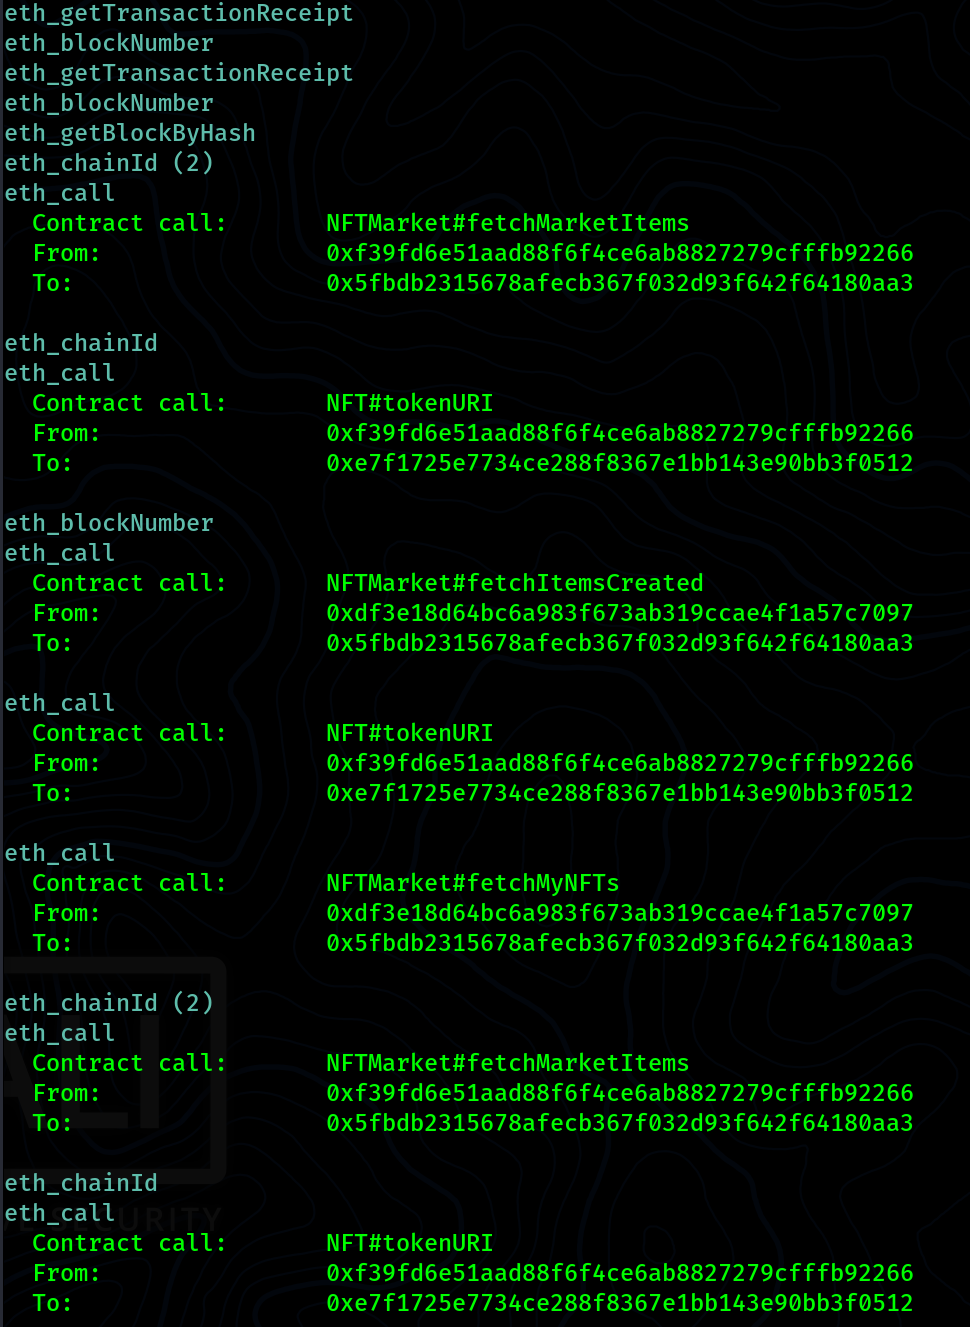 eth_getTransactionReceipt
eth_blockNumber
eth_getTransactionReceipt
eth_blockNumber
eth_getBlockByHash
eth_chainId (2)
eth_call
Contract call: NFTMarket#fetchMarketItems
From: 0xf39fd6e51aad88f6f4ce6ab8827279cfffb92266
To: 0x5fbdb2315678afecb367f032d93f642f64180aa3
eth_chainId
eth_call
Contract call: NFT#tokenURI
From: 0xf39fd6e51aad88f6f4ce6ab8827279cfffb92266
To: 0xe7f1725e7734ce288f8367e1bb143e90bb3f0512
eth_blockNumber
eth_call
Contract call: NFTMarket#fetchItemsCreated
From: 0xdf3e18d64bc6a983f673ab319ccae4f1a57c7097
To: 0x5fbdb2315678afecb367f032d93f642f64180aa3
eth_call
Contract call: NFT#tokenURI
From: 0xf39fd6e51aad88f6f4ce6ab8827279cfffb92266
To: 0xe7f1725e7734ce288f8367e1bb143e90bb3f0512
eth_call
Contract call: NFTMarket#fetchMyNFTs
From: 0xdf3e18d64bc6a983f673ab319ccae4f1a57c7097
To: 0x5fbdb2315678afecb367f032d93f642f64180aa3
eth_chainId (2)
eth_call
Contract call: NFTMarket#fetchMarketItems
From: 0xf39fd6e51aad88f6f4ce6ab8827279cfffb92266
To: 0x5fbdb2315678afecb367f032d93f642f64180aa3
eth_chainId
eth_call
Contract call: NFT#tokenURI
From: 0xf39fd6e51aad88f6f4ce6ab8827279cfffb92266
To: 0xe7f1725e7734ce288f8367e1bb143e90bb3f0512